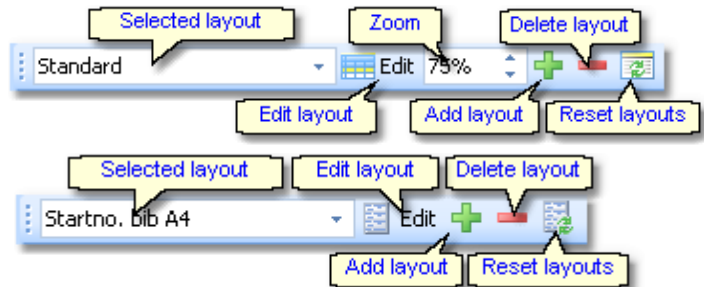 Selected layout Zoom Delete layout
Standard Edit 75%
Edit layout Add layout Reset layouts
Selected layout Edit layout Delete layout
Startno. bib A4 Edit
Add layout Reset layouts